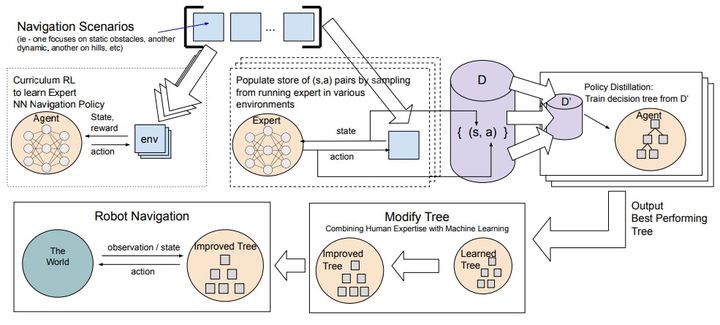 Navigation Scenarios
(ie - one focuses on static obstacles, another
dynamic, another on hills, etc)
...
Curriculum RL
to learn Expert
NN Navigation Policy
Agent
State,
reward
action
env
Populate store of (s,a) pairs by sampling
from running expert in various
environments
Expert
state
action
D
{ (s, a) }
D'
Policy Distillation:
Train decision tree from D'
Agent
Output
Best Performing
Tree
Robot Navigation
The
World
observation / state
action
Improved Tree
Modify Tree
Combining Human Expertise with Machine Learning
Improved
Tree
Learned
Tree